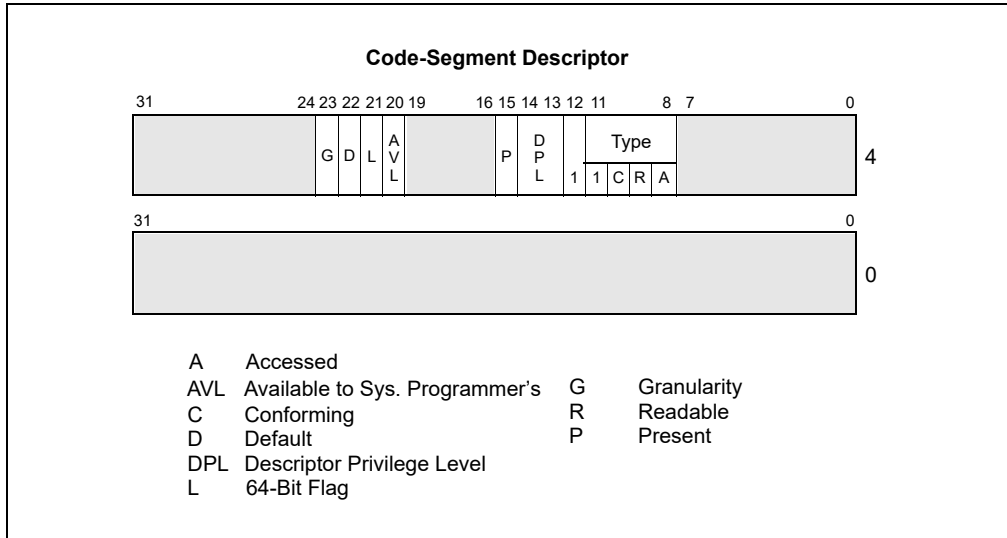 Code-Segment Descriptor
31 24 23 22 21 20 19 16 15 14 13 12 11 8 7 0
G D L AVL P DPL 1 Type 4
1 C R A
31 0
0
A Accessed
AVL Available to Sys. Programmer’s
C Conforming
D Default
DPL Descriptor Privilege Level
L 64-Bit Flag
G Granularity
R Readable
P Present